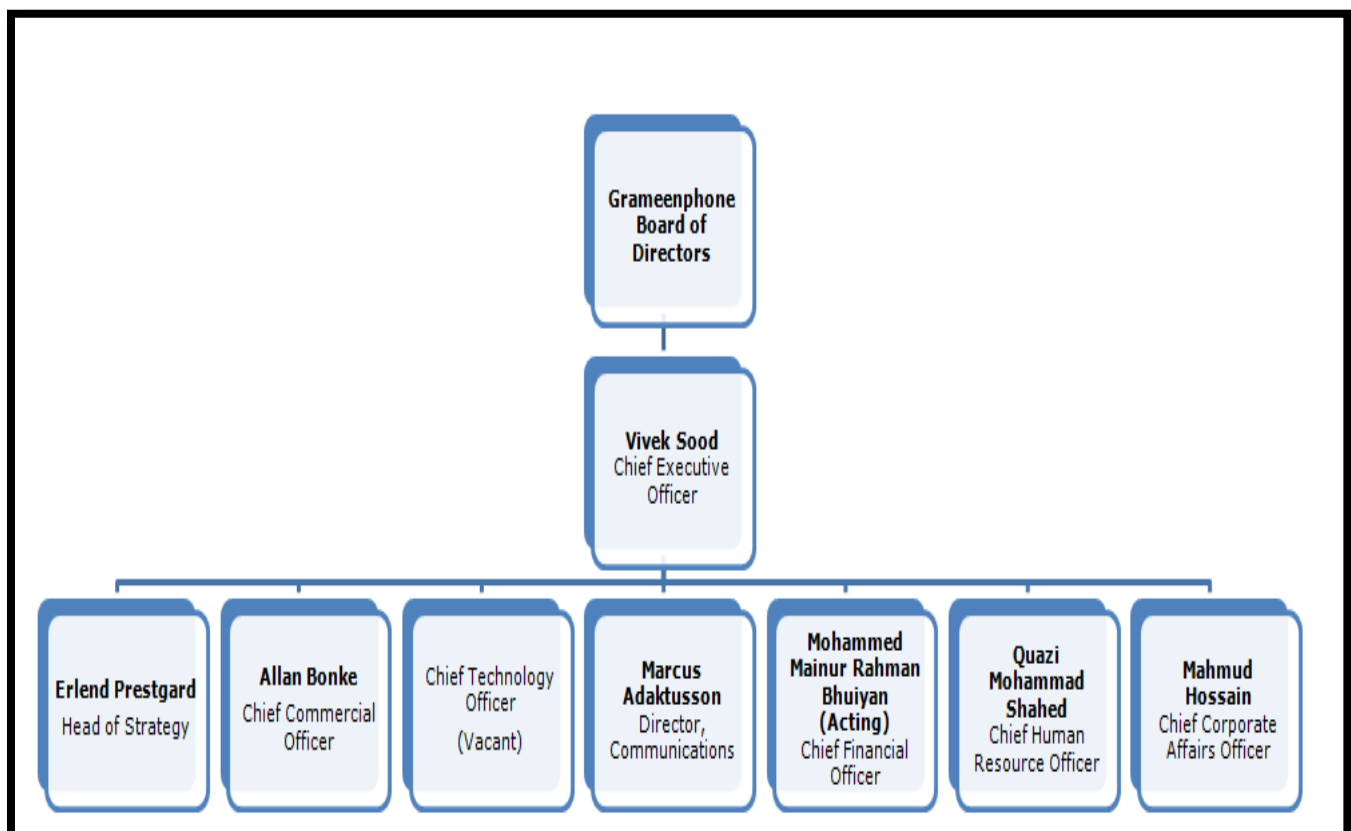 Grameenphone
Board of
Directors
Vivek Sood
Chief Executive
Officer
Erlend Prestgard
Head of Strategy
Allan Bonke
Chief Commercial
Officer
Chief Technology
Officer
(Vacant)
Marcus
Adaktusson
Director,
Communications
Mohammed
Mainur Rahman
Bhuiyan
(Acting)
Chief Financial
Officer
Quazi
Mohammad
Shahed
Chief Human
Resource Officer
Mahmud
Hossain
Chief Corporate
Affairs Officer